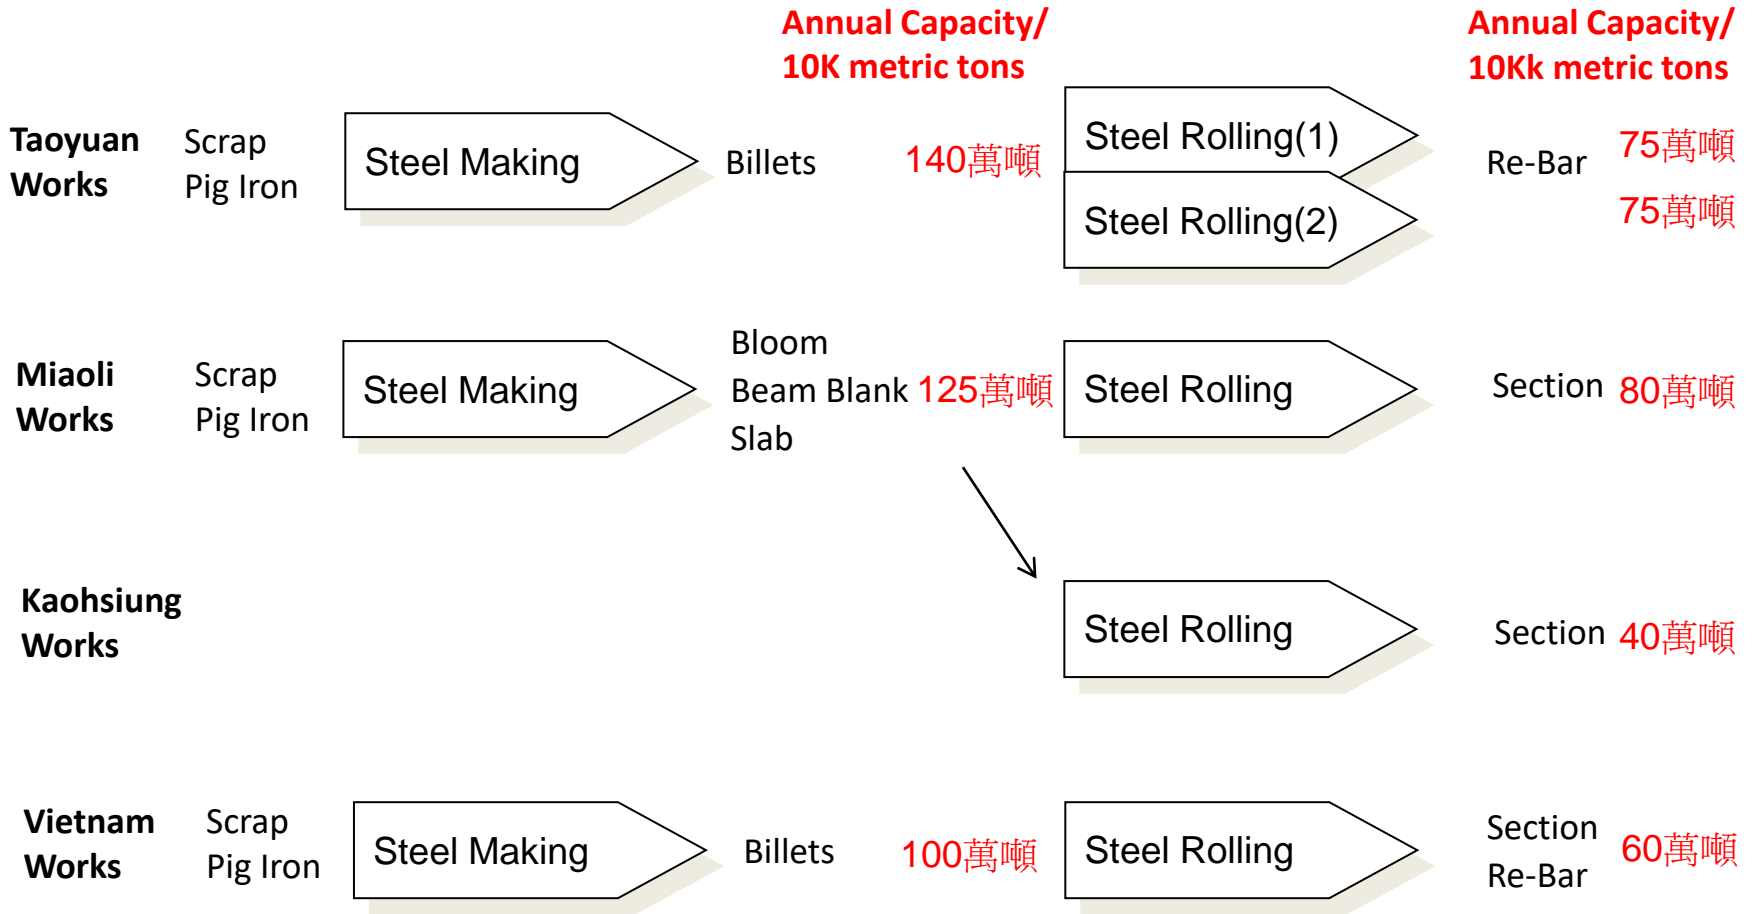 Annual Capacity/
10K metric tons
Annual Capacity/
10Kk metric tons
Taoyuan
Works
Scrap
Pig Iron
Steel Making
Billets
140萬噸
Steel Rolling(1)
Steel Rolling(2)
Re-Bar
75萬噸
75萬噸
Miaoli
Works
Scrap
Pig Iron
Steel Making
Bloom
Beam Blank
Slab
125萬噸
Steel Rolling
Section
80萬噸
Kaohsiung
Works
Steel Rolling
Section
40萬噸
Vietnam
Works
Scrap
Pig Iron
Steel Making
Billets
100萬噸
Steel Rolling
Section
Re-Bar
60萬噸